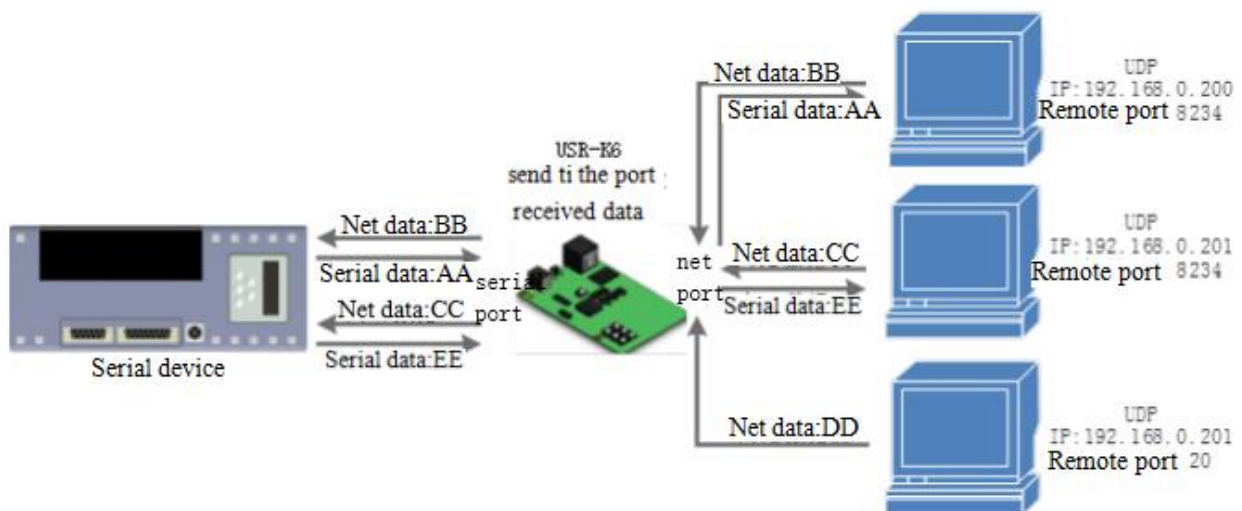 Net data:BB
Serial data:AA
UDP
IP:192.168.0.200
Remote port 8234
USR-K6
send ti the port :
received data
Net data:BB
Serial data:AA
serial
port
Net data:CC
Serial data:EE
Serial device
net
port
Net data:CC
Serial data:EE
UDP
IP:192.168.0.201
Remote port 8234
Net data:DD
UDP
IP:192.168.0.201
Remote port 20